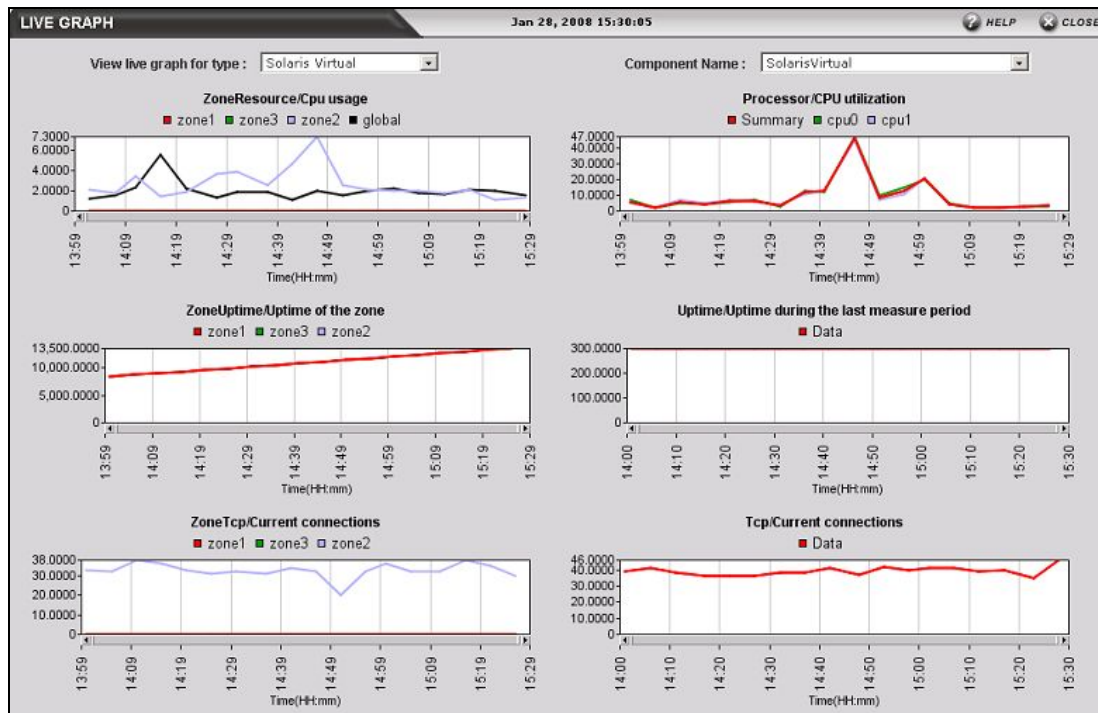 LIVE GRAPH Jan 28, 2008 15:30:05 HELP CLOSE
View live graph for type : Solaris Virtual Component Name : SolarisVirtual
ZoneResource/Cpu usage
zone1 zone3 zone2 global
7.3000
6.0000
4.0000
2.0000
0
13:59 14:09 14:19 14:29 14:39 14:49 14:59 15:09 15:19 15:29
Time(HH:mm)
Processor/CPU utilization
Summary cpu0 cpu1
47.0000
40.0000
30.0000
20.0000
10.0000
0
13:59 14:09 14:19 14:29 14:39 14:49 14:59 15:09 15:19 15:29
Time(HH:mm)
ZoneUptime/Uptime of the zone
zone1 zone3 zone2
13,500.0000
10,000.0000
5,000.0000
0
13:59 14:09 14:19 14:29 14:39 14:49 14:59 15:09 15:19 15:29
Time(HH:mm)
Uptime/Uptime during the last measure period
Data
300.0000
200.0000
100.0000
0
14:00 14:10 14:20 14:30 14:40 14:50 15:00 15:10 15:20 15:30
Time(HH:mm)
ZoneTcp/Current connections
zone1 zone3 zone2
38.0000
30.0000
20.0000
10.0000
0
13:59 14:09 14:19 14:29 14:39 14:49 14:59 15:09 15:19 15:29
Time(HH:mm)
Tcp/Current connections
Data
46.0000
40.0000
30.0000
20.0000
10.0000
0
14:00 14:10 14:20 14:30 14:40 14:50 15:00 15:10 15:20 15:30
Time(HH:mm)